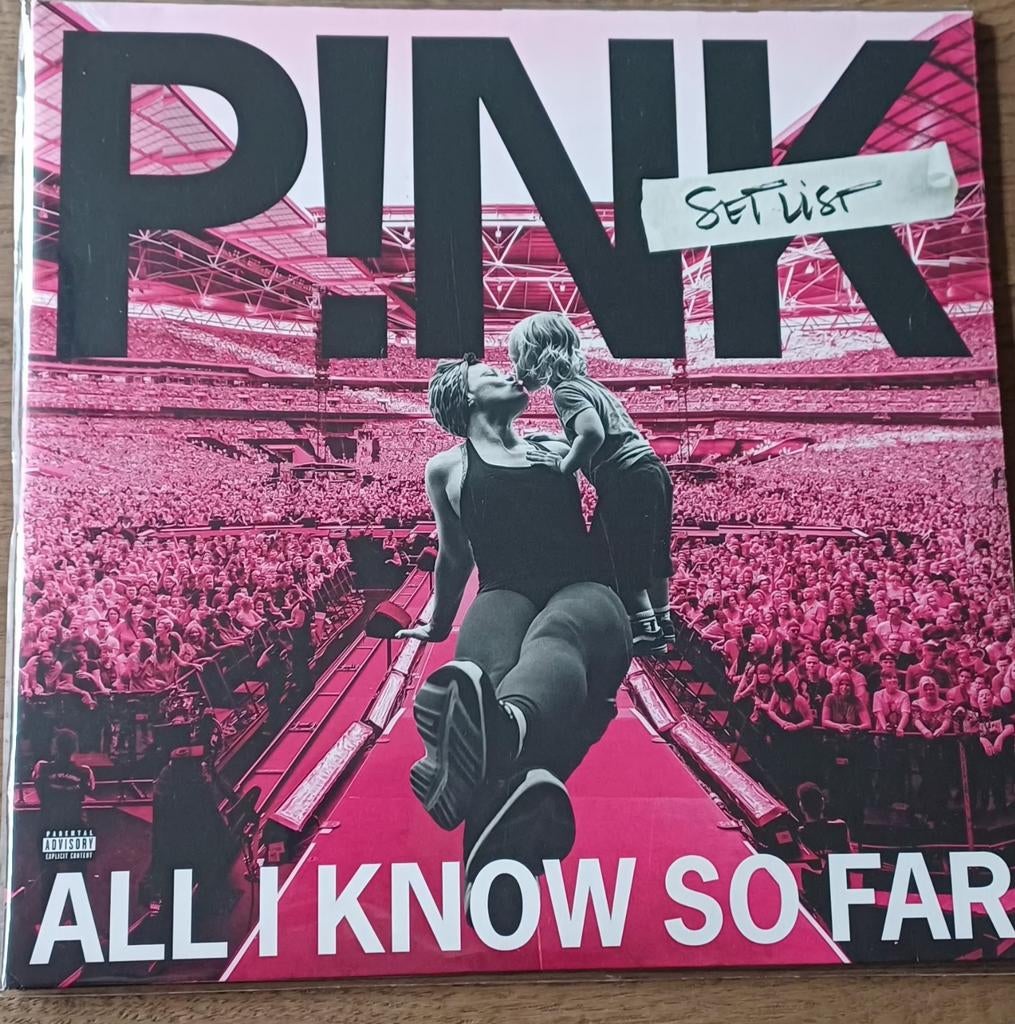 P!NK
SET LIST
PARENTAL
ADVISORY
EXPLICIT CONTENT
ALL I KNOW SO FAR